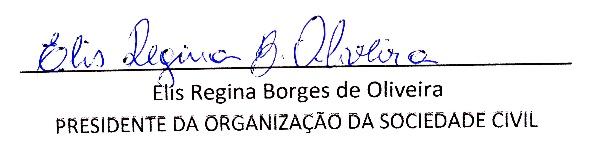 Elis Regina B. Oliveira
Elis Regina Borges de Oliveira
PRESIDENTE DA ORGANIZAÇÃO DA SOCIEDADE CIVIL